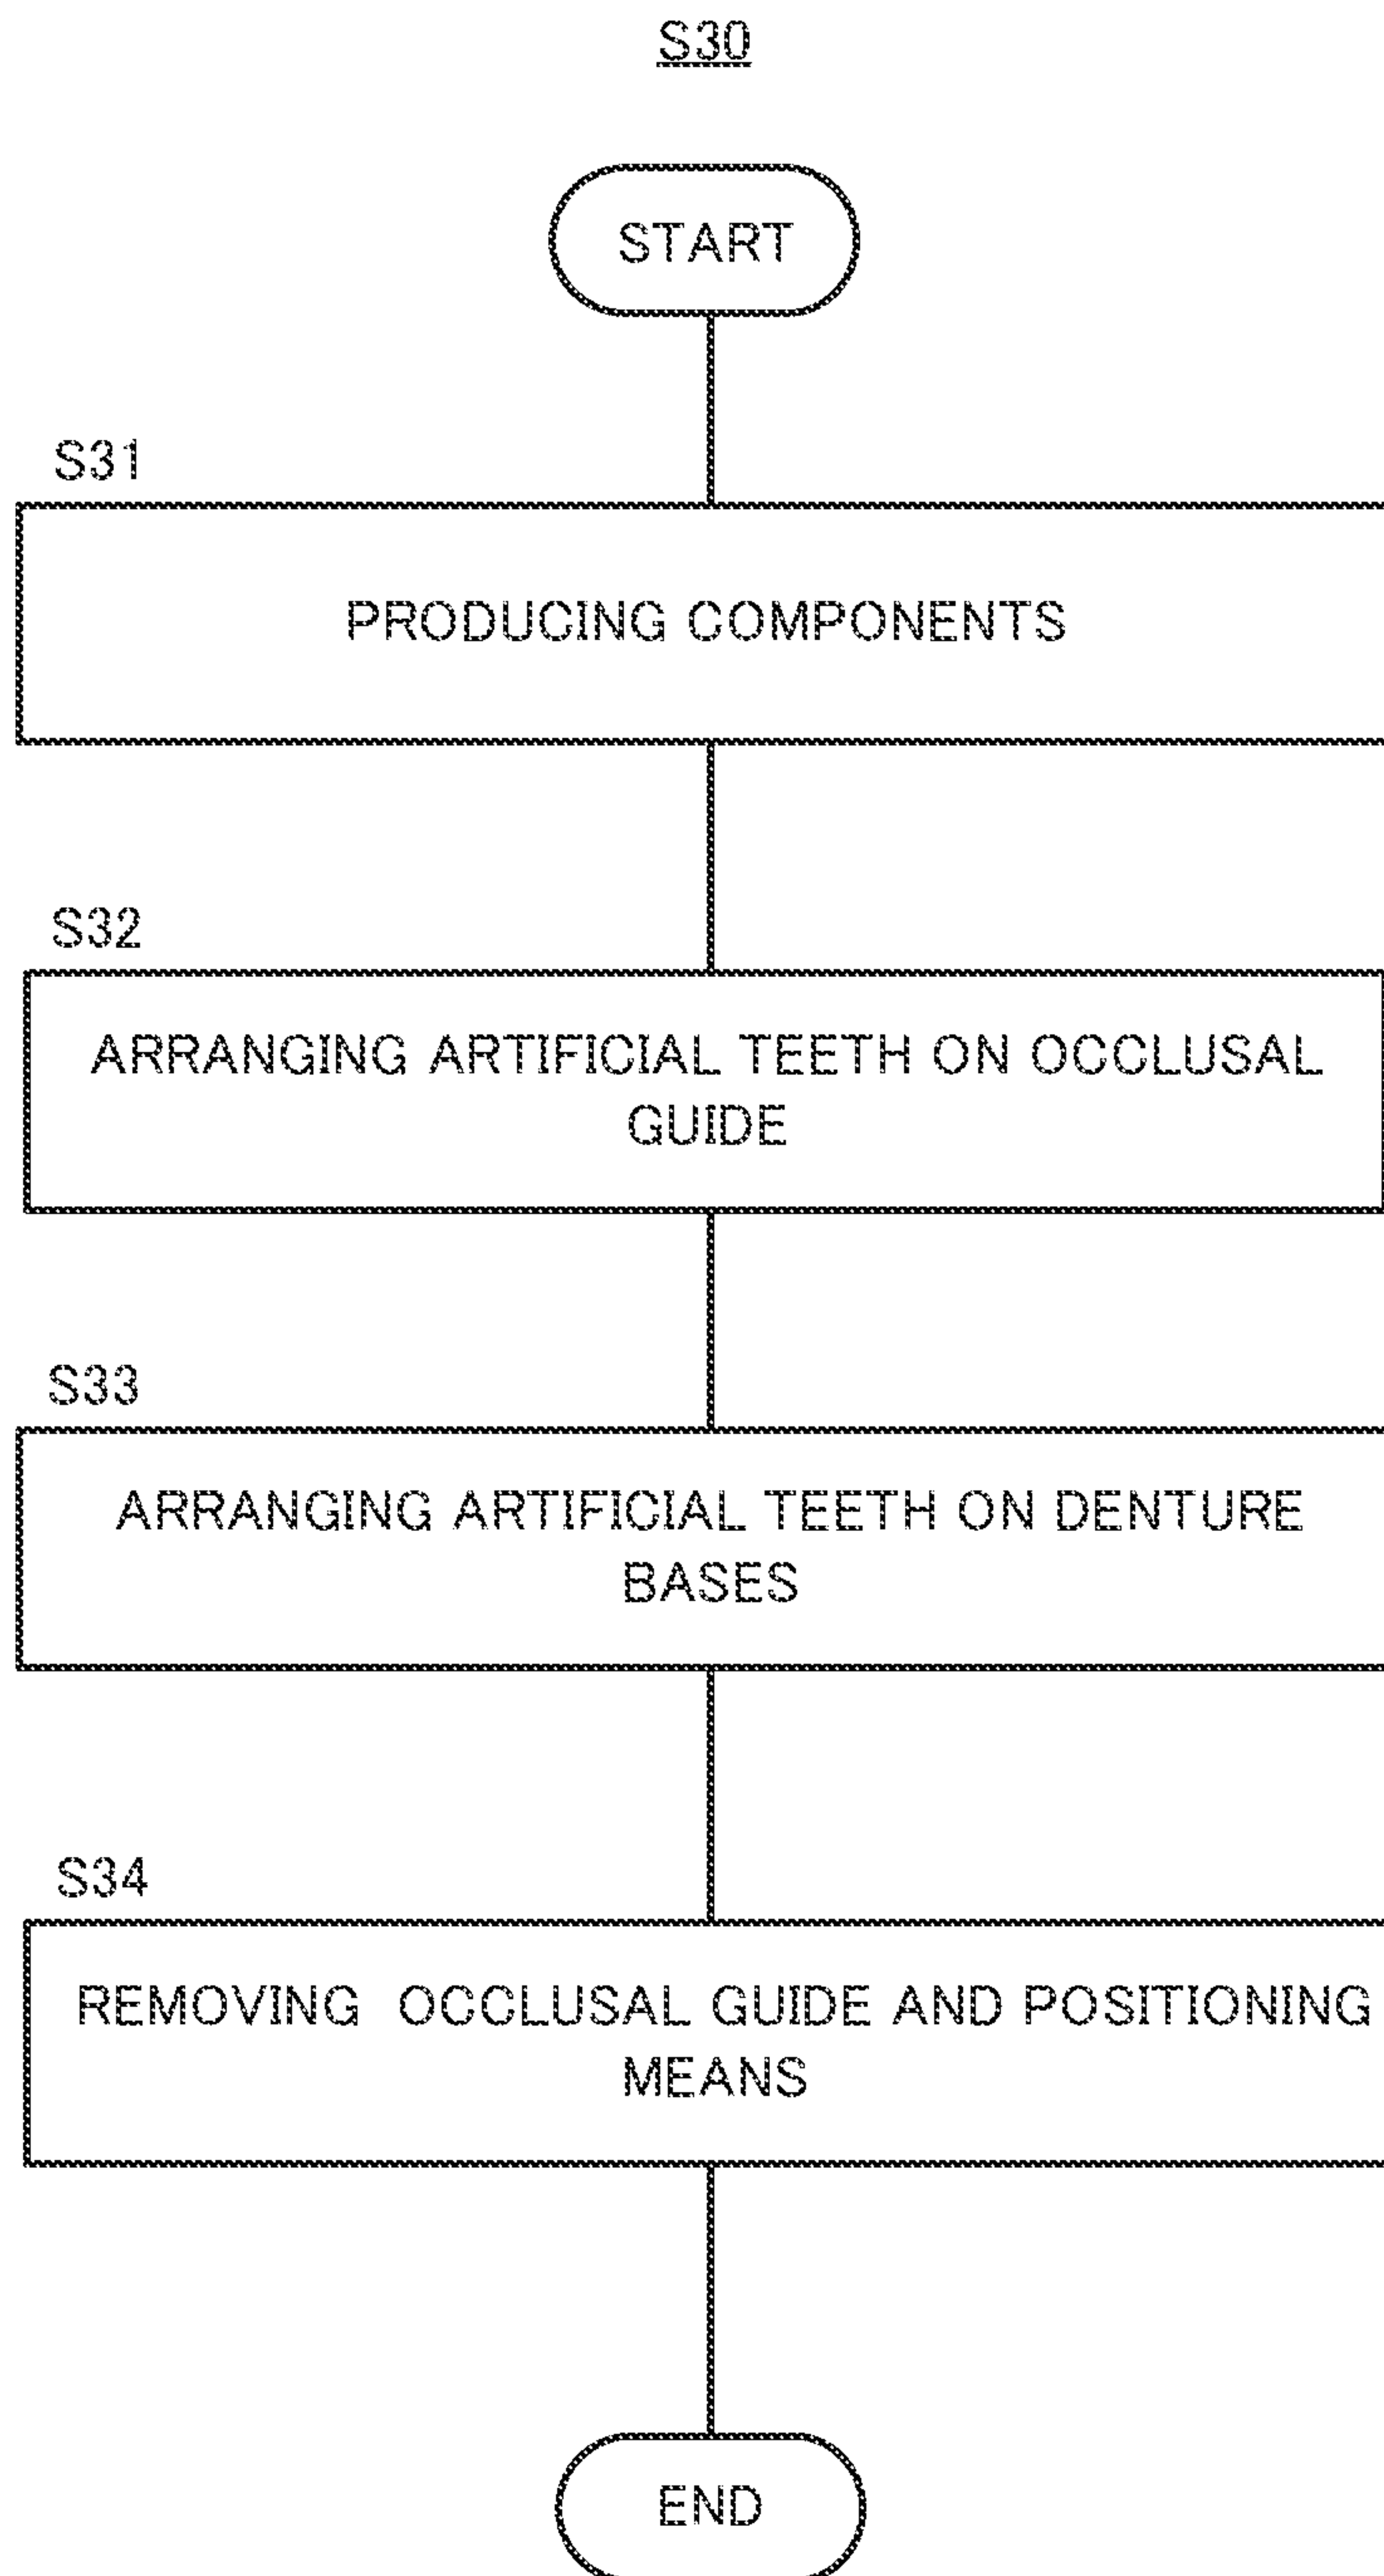 S30
START
S31
PRODUCING COMPONENTS
S32
ARRANGING ARTIFICIAL TEETH ON OCCLUSAL
GUIDE
S33
ARRANGING ARTIFICIAL TEETH ON DENTURE
BASES
S34
REMOVING OCCLUSAL GUIDE AND POSITIONING
MEANS
END